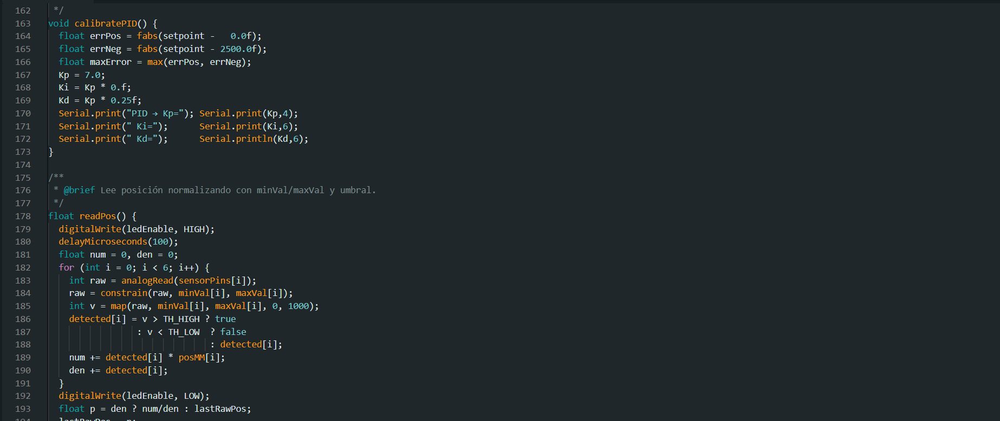 162 */
163 void calibratePID() {
164 float errPos = fabs(setpoint -   0.0f);
165 float errNeg = fabs(setpoint - 2500.0f);
166 float maxError = max(errPos, errNeg);
167 Kp = 7.0;
168 Ki = Kp * 0.f;
169 Kd = Kp * 0.25f;
170 Serial.print("PID → Kp="); Serial.print(Kp,4);
171 Serial.print(" Ki=");      Serial.print(Ki,6);
172 Serial.print(" Kd=");      Serial.println(Kd,6);
173 }
174
175 /**
176 * @brief Lee posición normalizando con minVal/maxVal y umbral.
177 */
178 float readPos() {
179 digitalWrite(ledEnable, HIGH);
180 delayMicroseconds(100);
181 float num = 0, den = 0;
182 for (int i = 0; i < 6; i++) {
183 int raw = analogRead(sensorPins[i]);
184 raw = constrain(raw, minVal[i], maxVal[i]);
185 int v = map(raw, minVal[i], maxVal[i], 0, 1000);
186 detected[i] = v > TH_HIGH ? true
187 : v < TH_LOW  ? false
188 : detected[i];
189 num += detected[i] * posMM[i];
190 den += detected[i];
191 }
192 digitalWrite(ledEnable, LOW);
193 float p = den ? num/den : lastRawPos;